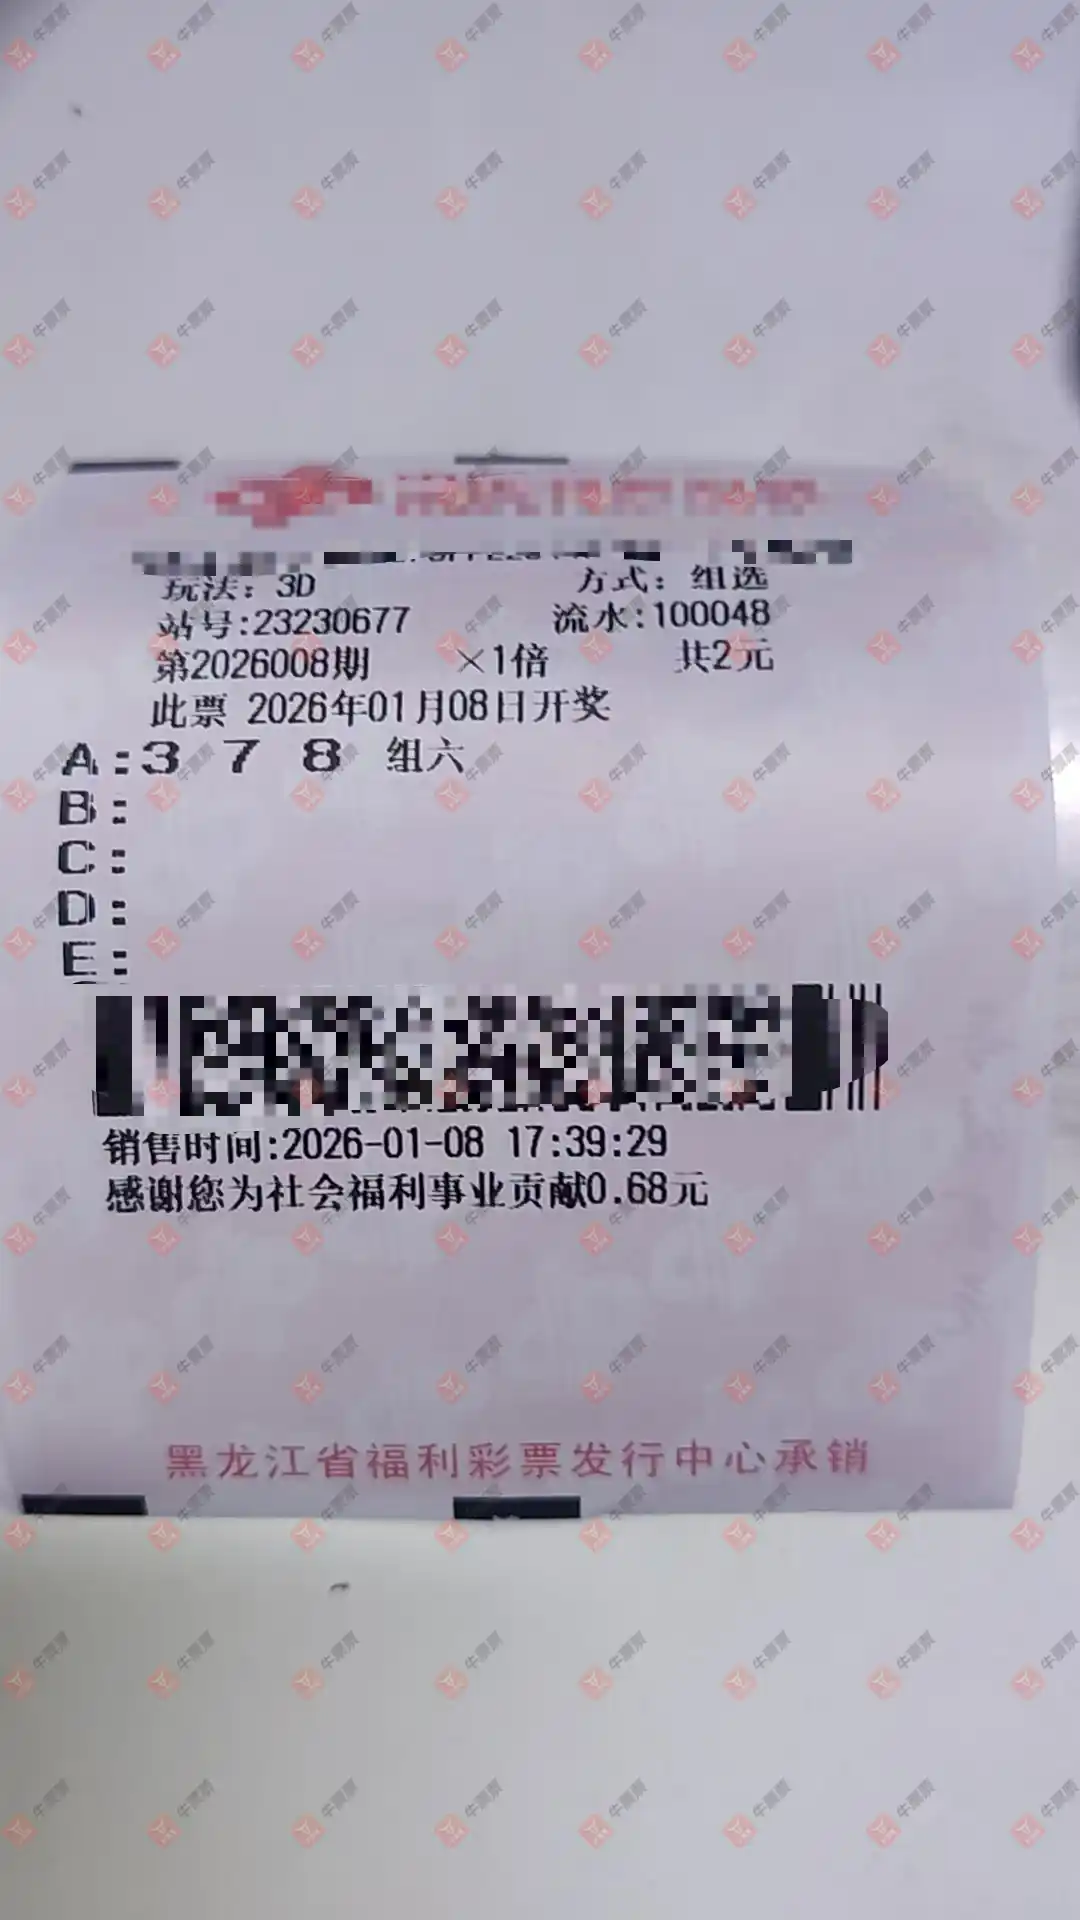 玩法: 3D 方式: 组选
站号:23230677 流水:100048
第2026008期 ×1倍 共2元
此票 2026年01月08日开奖
A:3 7 8 组六
B:
C:
D:
E:
销售时间:2026-01-08 17:39:29
感谢您为社会福利事业贡献0.68元
黑龙江省福利彩票发行中心承销
牛票票